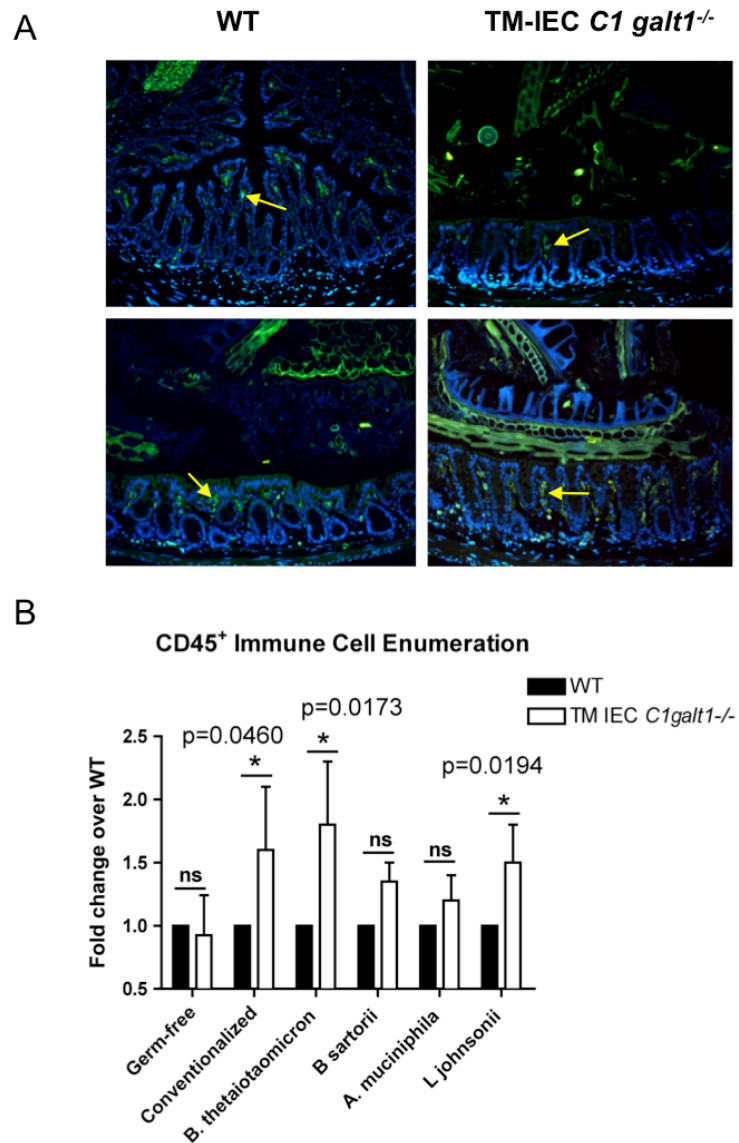 A
WT
TM-IEC C1 galt1-/-
B
CD45+ Immune Cell Enumeration
WT
TM IEC C1galt1-/-
p=0.0460
p=0.0173
p=0.0194
Fold change over WT
2.5
2.0
1.5
1.0
0.5
ns
*
*
ns
ns
*
Germ-free
Conventionalized
B. thetaiotaomicron
B sartorii
A. muciniphila
L johnsonii